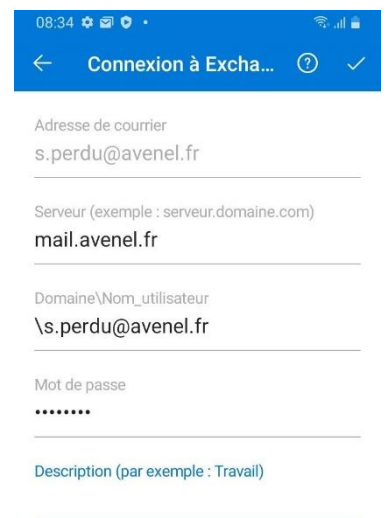 08:34
Connexion à Excha...
Adresse de courrier
s.perdu@avenel.fr
Serveur (exemple : serveur.domaine.com)
mail.avenel.fr
Domaine\Nom_utilisateur
\s.perdu@avenel.fr
Mot de passe
••••••••
Description (par exemple : Travail)